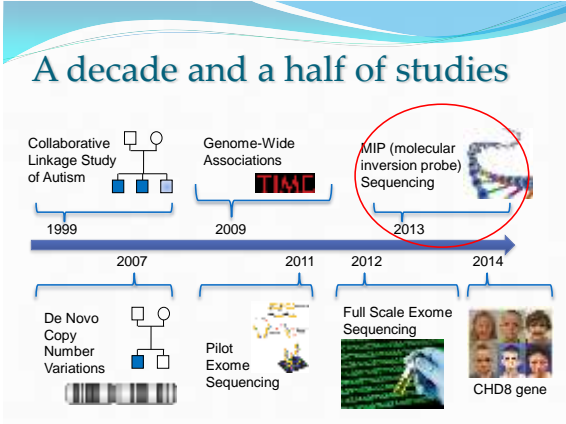 A decade and a half of studies
Collaborative
Linkage Study
of Autism
Genome-Wide
Associations
MIP (molecular
inversion probe)
Sequencing
1999
2009
2013
2007
2011
2012
2014
De Novo
Copy
Number
Variations
Pilot
Exome
Sequencing
Full Scale Exome
Sequencing
CHD8 gene